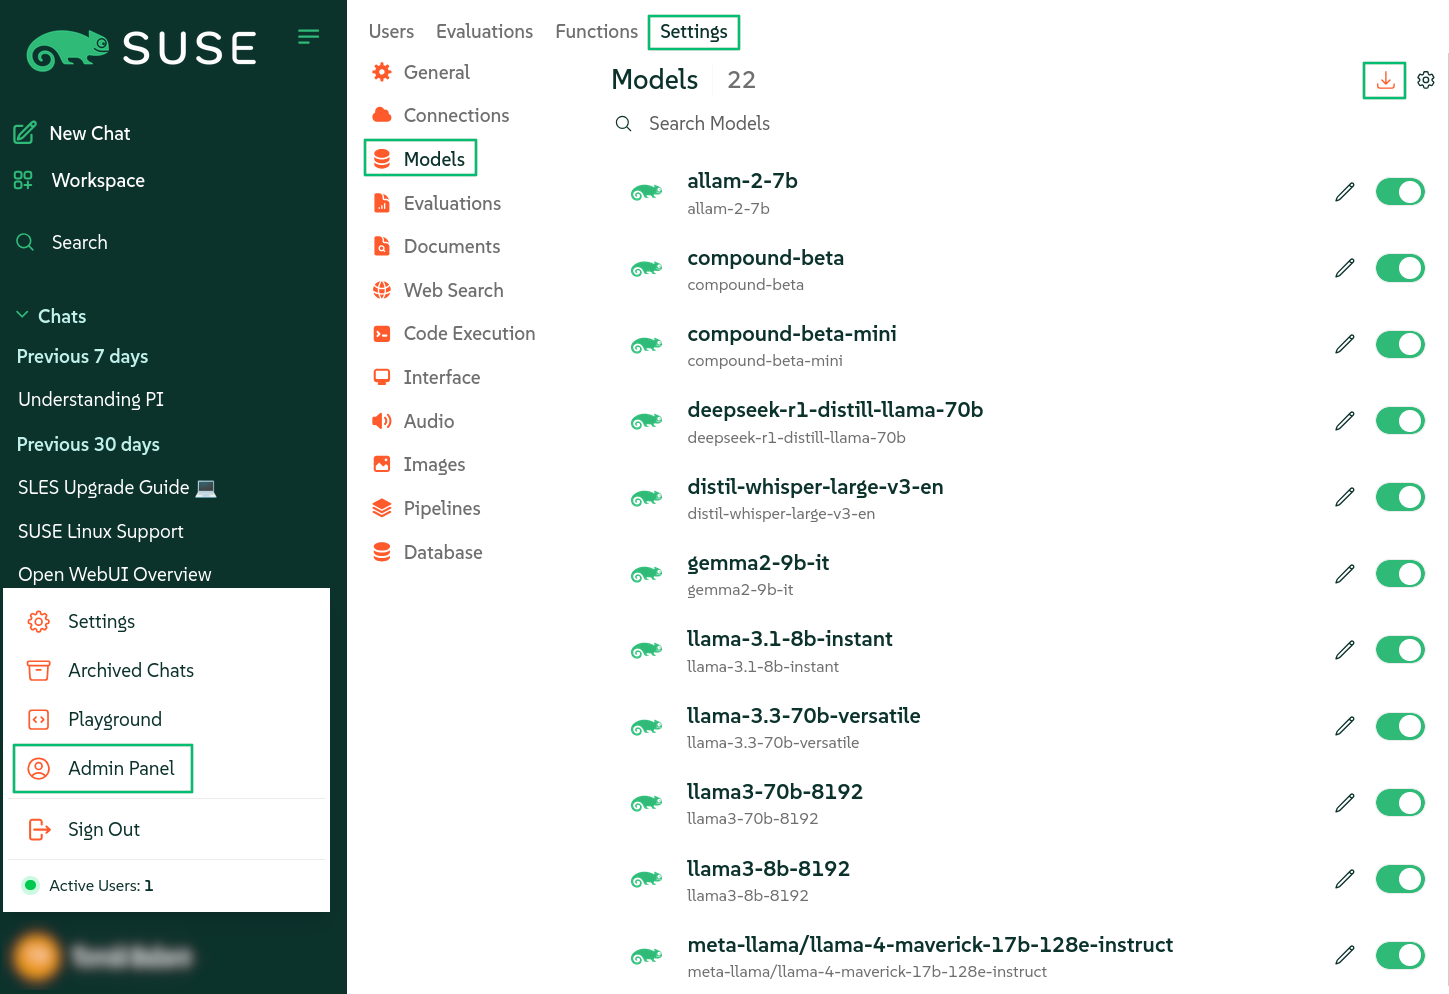 SUSE
New Chat
Workspace
Search
Chats
Previous 7 days
Understanding PI
Previous 30 days
SLES Upgrade Guide 💻
SUSE Linux Support
Open WebUI Overview
Settings
Archived Chats
Playground
Admin Panel
Sign Out
Active Users: 1
Users Evaluations Functions Settings
General
Connections
Models
Evaluations
Documents
Web Search
Code Execution
Interface
Audio
Images
Pipelines
Database
Models 22
Search Models
allam-2-7b
allam-2-7b
compound-beta
compound-beta
compound-beta-mini
compound-beta-mini
deepseek-r1-distill-llama-70b
deepseek-r1-distill-llama-70b
distil-whisper-large-v3-en
distil-whisper-large-v3-en
gemma2-9b-it
gemma2-9b-it
llama-3.1-8b-instant
llama-3.1-8b-instant
llama-3.3-70b-versatile
llama-3.3-70b-versatile
llama3-70b-8192
llama3-70b-8192
llama3-8b-8192
llama3-8b-8192
meta-llama/llama-4-maverick-17b-128e-instruct
meta-llama/llama-4-maverick-17b-128e-instruct